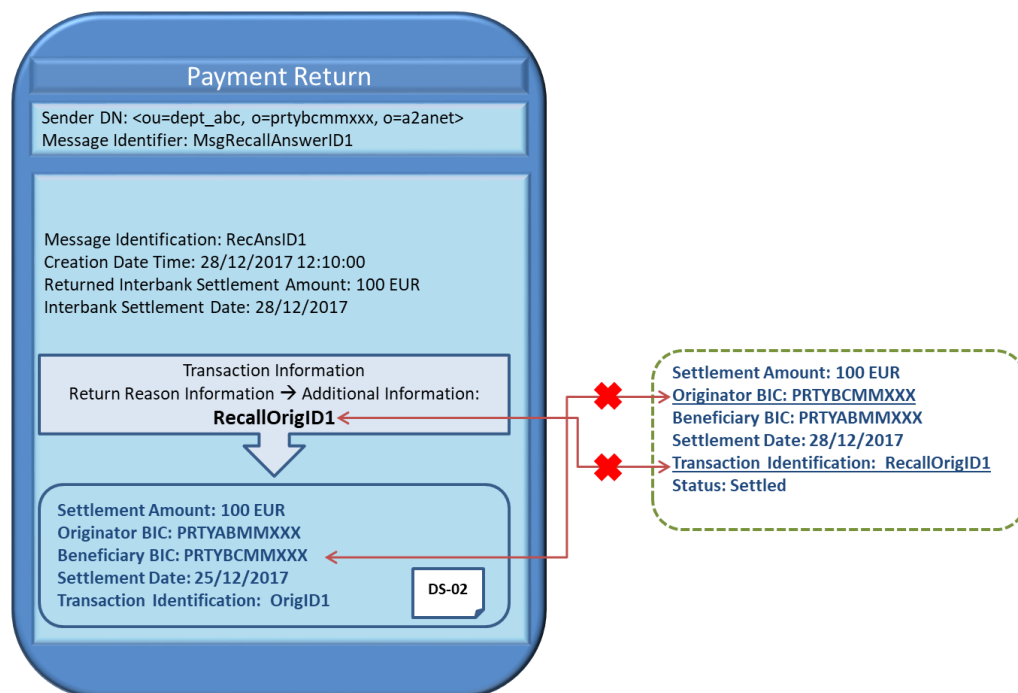 Payment Return
Sender DN: <ou=dept_abc, o=prtybcmmxxx, o=a2anet>
Message Identifier: MsgRecallAnswerID1
Message Identification: RecAnsID1
Creation Date Time: 28/12/2017 12:10:00
Returned Interbank Settlement Amount: 100 EUR
Interbank Settlement Date: 28/12/2017
Transaction Information
Return Reason Information → Additional Information:
RecallOrigID1
Settlement Amount: 100 EUR
Originator BIC: PRTYABMMXXX
Beneficiary BIC: PRTYBCMMXXX
Settlement Date: 25/12/2017
Transaction Identification: OrigID1
DS-02
Settlement Amount: 100 EUR
Originator BIC: PRTYBCMMXXX
Beneficiary BIC: PRTYABMMXXX
Settlement Date: 28/12/2017
Transaction Identification: RecallOrigID1
Status: Settled